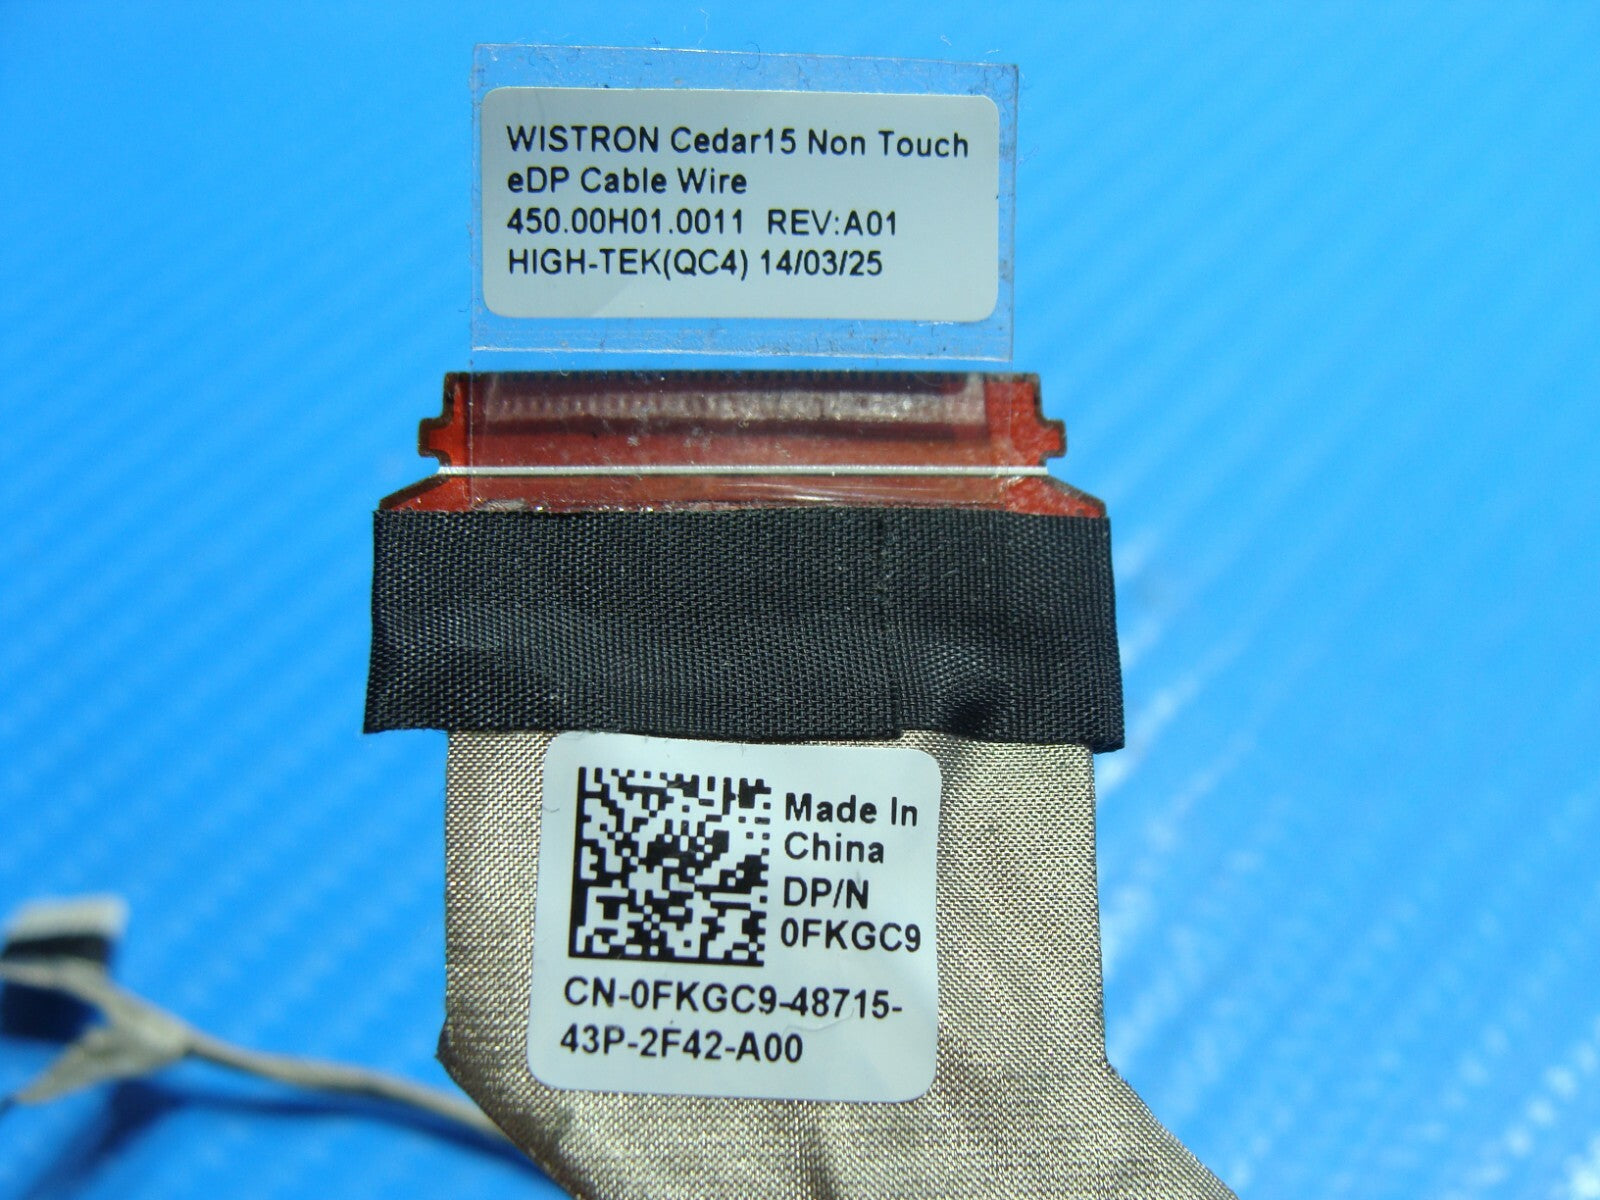 WISTRON Cedar15 Non Touch
eDP Cable Wire
450.00H01.0011 REV:A01
HIGH-TEK(QC4) 14/03/25
Made In
China
DP/N
0FKGC9
CN-0FKGC9-48715-
43P-2F42-A00